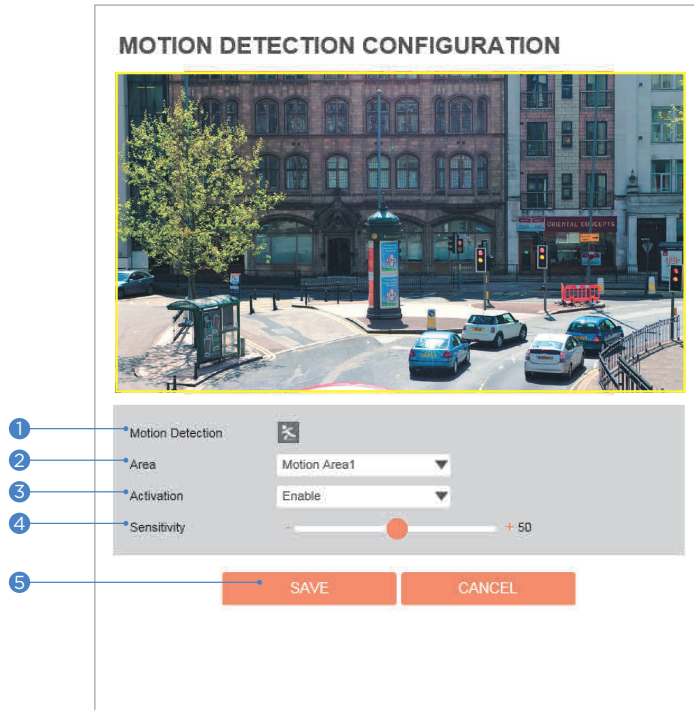 MOTION DETECTION CONFIGURATION
ORIENTAL CONCEPTS
1 Motion Detection
2 Area Motion Area1
3 Activation Enable
4 Sensitivity - + 50
5 SAVE CANCEL